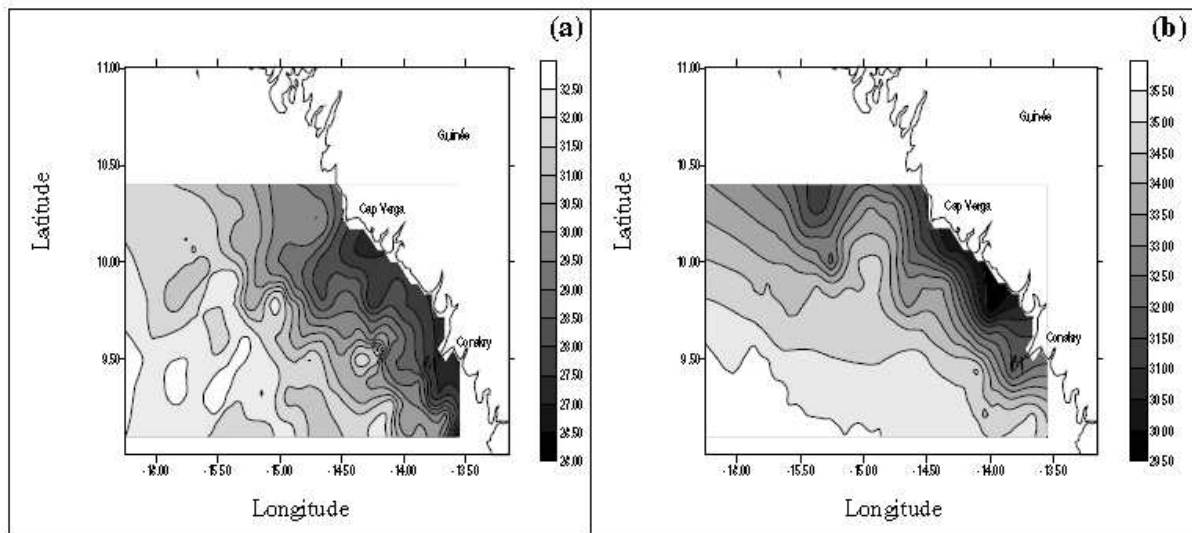 (a)
11.00
10.50
10.00
9.50
Latitude
Guinée
Cap Verga
Conakry
-16.00 -15.50 -15.00 -14.50 -14.00 -13.50
Longitude
32.50
32.00
31.50
31.00
30.50
30.00
29.50
29.00
28.50
28.00
27.50
27.00
26.50
26.00
(b)
11.00
10.50
10.00
9.50
Latitude
Guinée
Cap Verga
Conakry
-16.00 -15.50 -15.00 -14.50 -14.00 -13.50
Longitude
35.50
35.00
34.50
34.00
33.50
33.00
32.50
32.00
31.50
31.00
30.50
30.00
29.50